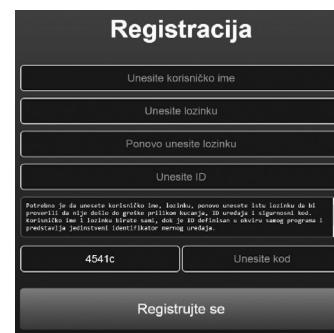 Registracija
Unesite korisničko ime
Unesite lozinku
Ponovo unesite lozinku
Unesite ID
Potrebno je da unesete korisničko ime, lozinku, ponovo unesete istu lozinku da bi
proverili da nije došlo do greške prilikom kucanja, ID uređaja i sigurnosni kod.
Korisničko ime i lozinku birate sami, dok je ID definisan u okviru samog programa i
predstavlja jedinstveni identifikator mernog uređaja.
4541c Unesite kod
Registrujte se